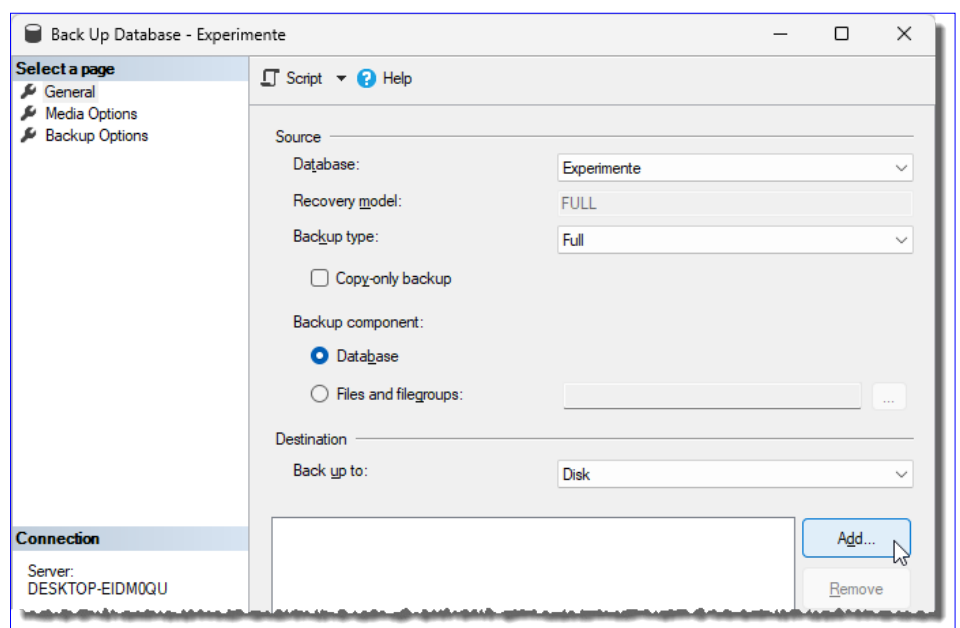 Back Up Database - Experimente
Select a page
General
Media Options
Backup Options
Script
Help
Source
Database:
Experimente
Recovery model:
FULL
Backup type:
Full
Copy-only backup
Backup component:
Database
Files and filegroups:
...
Destination
Back up to:
Disk
Add...
Remove
Connection
Server:
DESKTOP-EIDM0QU